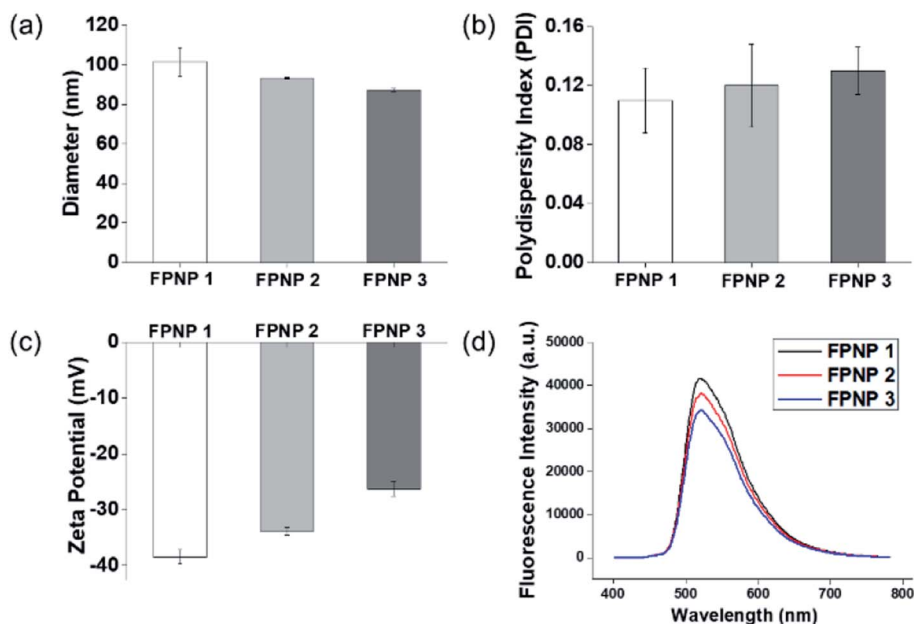 (a)
Diameter (nm)
120
100
80
60
40
20
0
FPNP 1 FPNP 2 FPNP 3
(b)
Polydispersity Index (PDI)
0.16
0.12
0.08
0.04
0.00
FPNP 1 FPNP 2 FPNP 3
(c)
Zeta Potential (mV)
FPNP 1 FPNP 2 FPNP 3
0
-10
-20
-30
-40
(d)
Fluorescence Intensity (a.u.)
50000
40000
30000
20000
10000
0
FPNP 1
FPNP 2
FPNP 3
400 500 600 700 800
Wavelength (nm)